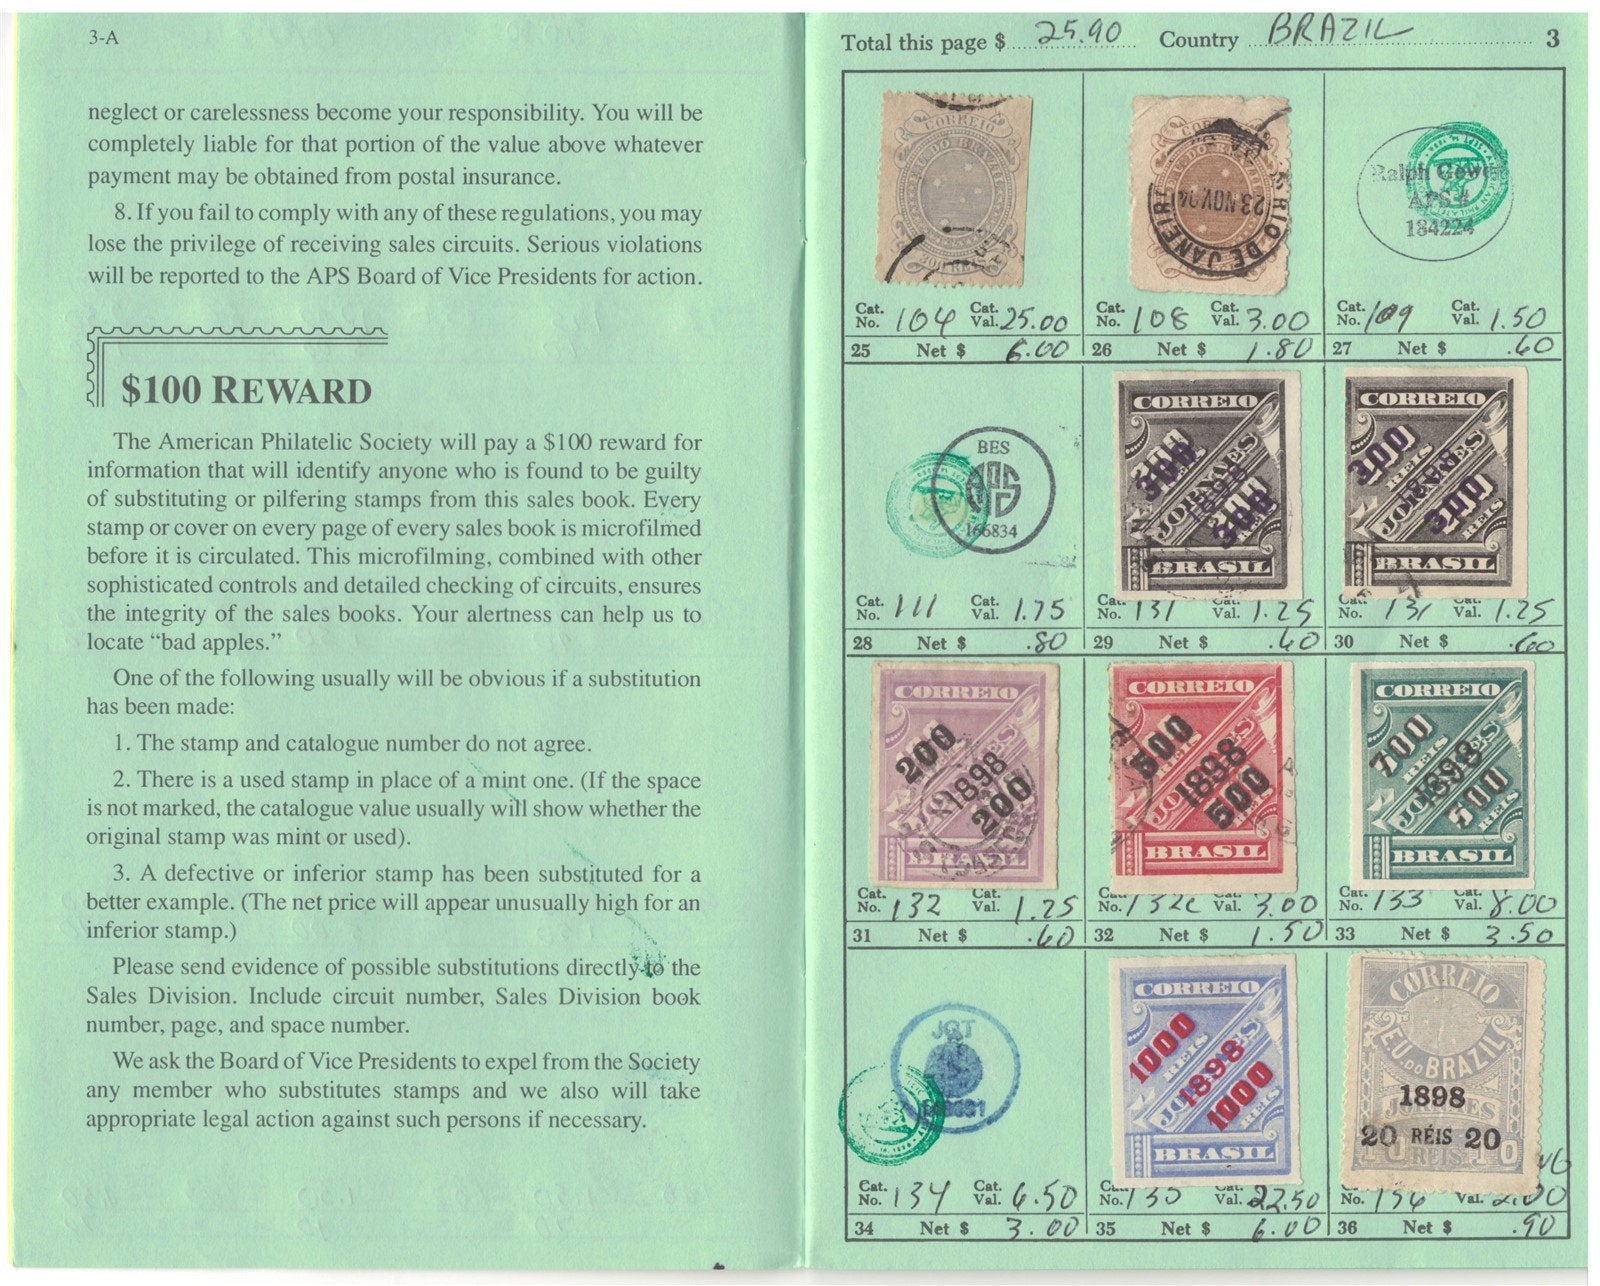 3-A
neglect or carelessness become your responsibility. You will be
completely liable for that portion of the value above whatever
payment may be obtained from postal insurance.
8. If you fail to comply with any of these regulations, you may
lose the privilege of receiving sales circuits. Serious violations
will be reported to the APS Board of Vice Presidents for action.
$100 REWARD
The American Philatelic Society will pay a $100 reward for
information that will identify anyone who is found to be guilty
of substituting or pilfering stamps from this sales book. Every
stamp or cover on every page of every sales book is microfilmed
before it is circulated. This microfilming, combined with other
sophisticated controls and detailed checking of circuits, ensures
the integrity of the sales books. Your alertness can help us to
locate “bad apples.”
One of the following usually will be obvious if a substitution
has been made:
1. The stamp and catalogue number do not agree.
2. There is a used stamp in place of a mint one. (If the space
is not marked, the catalogue value usually will show whether the
original stamp was mint or used).
3. A defective or inferior stamp has been substituted for a
better example. (The net price will appear unusually high for an
inferior stamp.)
Please send evidence of possible substitutions directly to the
Sales Division. Include circuit number, Sales Division book
number, page, and space number.
We ask the Board of Vice Presidents to expel from the Society
any member who substitutes stamps and we also will take
appropriate legal action against such persons if necessary.
Total this page $ 25.90 Country BRAZIL 3
CORREIO
300 REIS
RIO DE JANEIRO
23 NOV 94
Ralph Gowe
APS #
184224
Cat. No. 104 Cat. Val. 25.00
25 Net $ 6.00
Cat. No. 108 Cat. Val. 3.00
26 Net $ 1.80
Cat. No. 109 Cat. Val. 1.50
27 Net $ .60
BES
APS
166834
CORREIO
300
JORNAES
1898
300
REIS
BRASIL
CORREIO
300
REIS
JORNAES
1898
300
REIS
BRASIL
Cat. No. 111 Cat. Val. 1.75
28 Net $ .80
Cat. No. 131 Cat. Val. 1.25
29 Net $ .60
Cat. No. 131 Cat. Val. 1.25
30 Net $ .60
CORREIO
200
1898
200
BRASIL
CORREIO
500
REIS
1898
500
BRASIL
CORREIO
700
REIS
JORNAES
1898
700
REIS
BRASIL
Cat. No. 132 Cat. Val. 1.25
31 Net $ .60
Cat. No. 132c Cat. Val. 3.00
32 Net $ 1.50
Cat. No. 133 Cat. Val. 8.00
33 Net $ 3.50
JGT
CORREIO
1000
REIS
JORNAES
1898
1000
REIS
BRASIL
CORREIO
E.U. DO BRAZIL
1898
JORNAES
20 RÉIS 20
REIS
Cat. No. 134 Cat. Val. 6.50
34 Net $ 3.00
Cat. No. 135 Cat. Val. 22.50
35 Net $ 6.00
NG
Cat. No. 136 Val. 2.00
36 Net $ .90